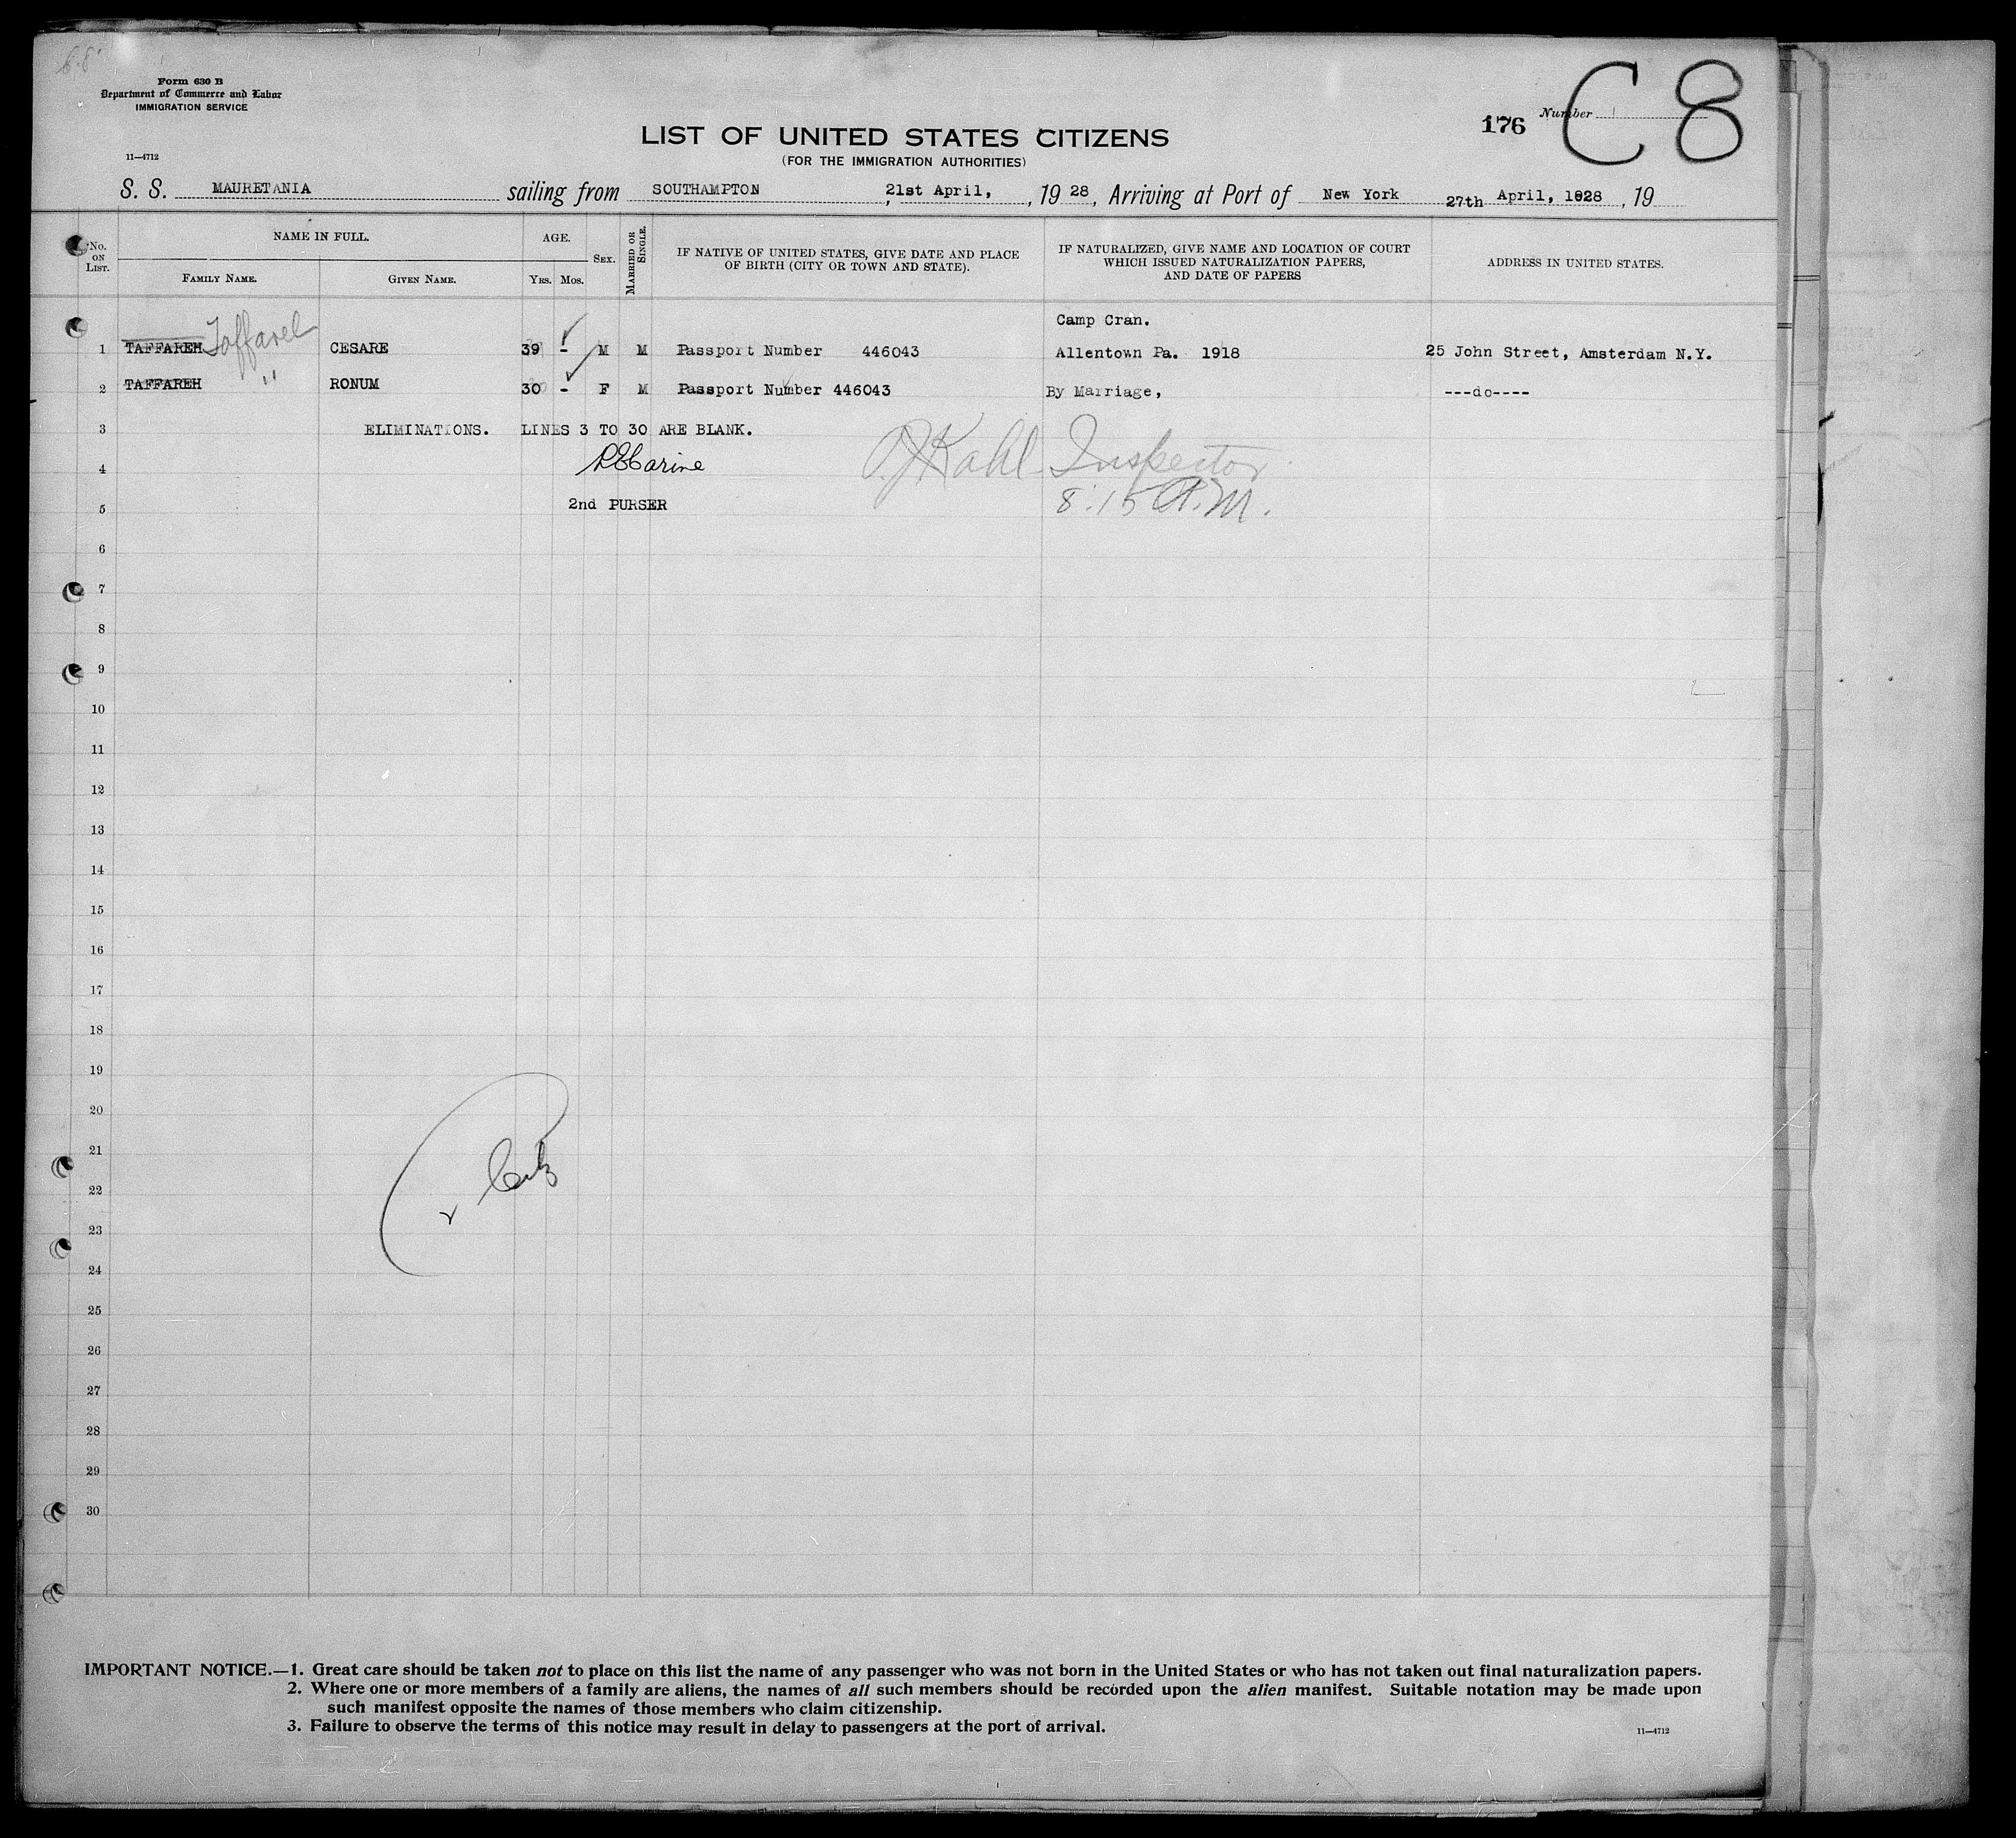 Form 630 B
Department of Commerce and Labor
IMMIGRATION SERVICE
11—4712
176 Number C 8
LIST OF UNITED STATES CITIZENS
(FOR THE IMMIGRATION AUTHORITIES)
S. S. MAURETANIA sailing from SOUTHAMPTON, 21st April, , 19 28, Arriving at Port of New York 27th April, 1928 , 19
No. ON LIST.
NAME IN FULL.
FAMILY NAME.
GIVEN NAME.
AGE.
YRS. MOS.
SEX.
MARRIED OR SINGLE.
IF NATIVE OF UNITED STATES, GIVE DATE AND PLACE
OF BIRTH (CITY OR TOWN AND STATE).
IF NATURALIZED, GIVE NAME AND LOCATION OF COURT
WHICH ISSUED NATURALIZATION PAPERS,
AND DATE OF PAPERS
ADDRESS IN UNITED STATES.
Camp Cran.
1 TAFFAREH Taffarel CESARE 39 - M M Passport Number 446043 Allentown Pa. 1918 25 John Street, Amsterdam N.Y.
2 TAFFAREH " RONUM 30 - F M Passport Number 446043 By Marriage, ---do----
3 ELIMINATIONS. LINES 3 TO 30 ARE BLANK.
4 Kahl Inspector
5 2nd PURSER 8:15 A.M.
6
7
8
9
10
11
12
13
14
15
16
17
18
19
20
21
22
23
24
25
26
27
28
29
30
IMPORTANT NOTICE.—1. Great care should be taken not to place on this list the name of any passenger who was not born in the United States or who has not taken out final naturalization papers.
2. Where one or more members of a family are aliens, the names of all such members should be recorded upon the alien manifest. Suitable notation may be made upon
such manifest opposite the names of those members who claim citizenship.
3. Failure to observe the terms of this notice may result in delay to passengers at the port of arrival.
11—4712